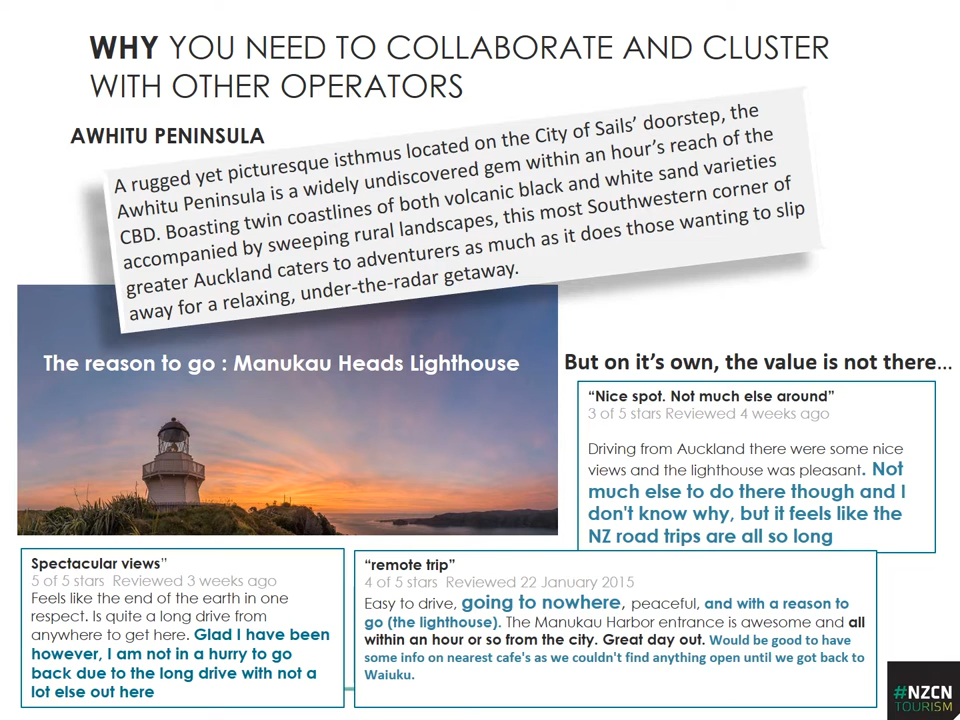 WHY YOU NEED TO COLLABORATE AND CLUSTER
WITH OTHER OPERATORS
AWHITU PENINSULA
A rugged yet picturesque isthmus located on the City of Sails’ doorstep, the
Awhitu Peninsula is a widely undiscovered gem within an hour’s reach of the
CBD. Boasting twin coastlines of both volcanic black and white sand varieties
accompanied by sweeping rural landscapes, this most Southwestern corner of
greater Auckland caters to adventurers as much as it does those wanting to slip
away for a relaxing, under-the-radar getaway.
The reason to go : Manukau Heads Lighthouse
But on it’s own, the value is not there...
“Nice spot. Not much else around”
3 of 5 stars Reviewed 4 weeks ago
Driving from Auckland there were some nice
views and the lighthouse was pleasant. Not
much else to do there though and I
don't know why, but it feels like the
NZ road trips are all so long
Spectacular views”
5 of 5 stars Reviewed 3 weeks ago
Feels like the end of the earth in one
respect. Is quite a long drive from
anywhere to get here. Glad I have been
however, I am not in a hurry to go
back due to the long drive with not a
lot else out here
“remote trip”
4 of 5 stars Reviewed 22 January 2015
Easy to drive, going to nowhere, peaceful, and with a reason to
go (the lighthouse). The Manukau Harbor entrance is awesome and all
within an hour or so from the city. Great day out. Would be good to have
some info on nearest cafe's as we couldn't find anything open until we got back to
Waiuku.
#NZCN
TOURISM